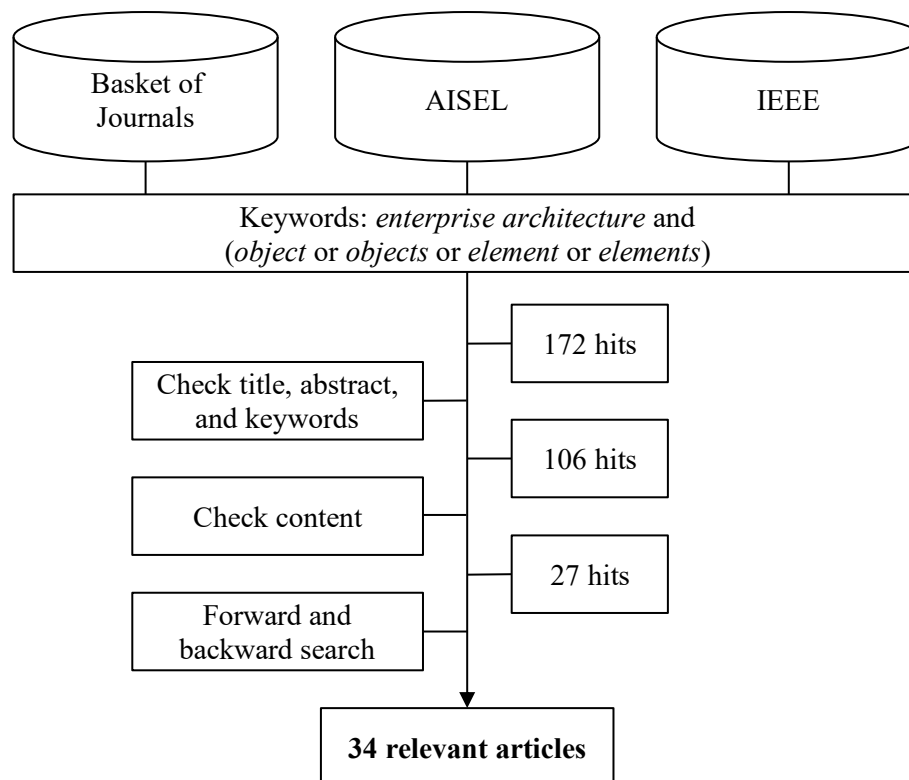 Basket of
Journals
AISEL
IEEE
Keywords: enterprise architecture and
(object or objects or element or elements)
172 hits
Check title, abstract,
and keywords
106 hits
Check content
27 hits
Forward and
backward search
34 relevant articles